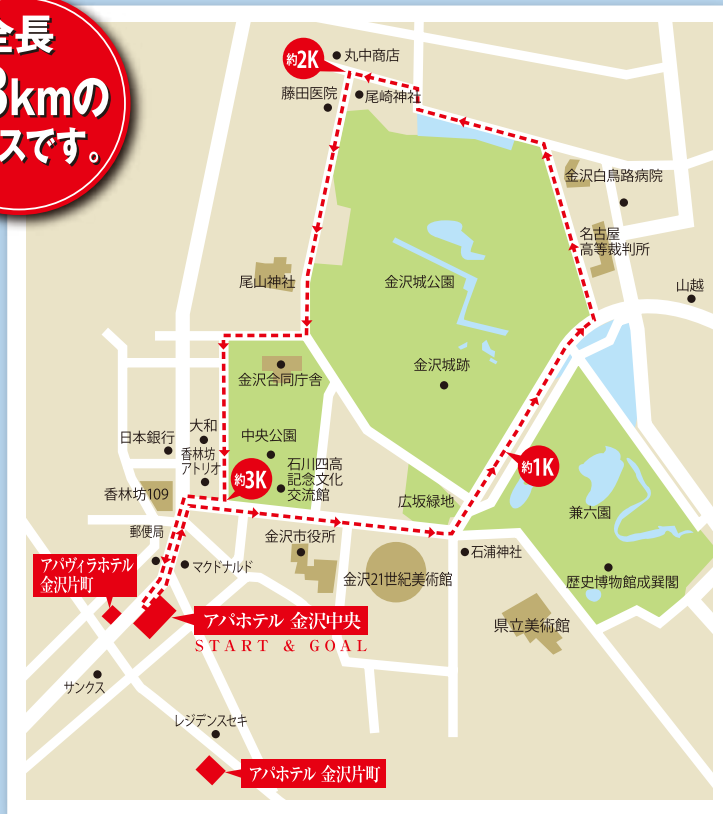 全長
3kmの
スです。
約2K
丸中商店
藤田医院
尾崎神社
金沢白鳥路病院
名古屋
高等裁判所
山越
尾山神社
金沢城公園
金沢城跡
金沢合同庁舎
大和
日本銀行
香林坊
アトリオ
中央公園
石川四高
記念文化
交流館
約3K
約1K
香林坊109
広坂緑地
兼六園
郵便局
金沢市役所
マクドナルド
金沢21世紀美術館
石浦神社
歴史博物館成巽閣
アパヴィラホテル
金沢片町
アパホテル 金沢中央
START & GOAL
県立美術館
サンクス
レジデンスセキ
アパホテル 金沢片町